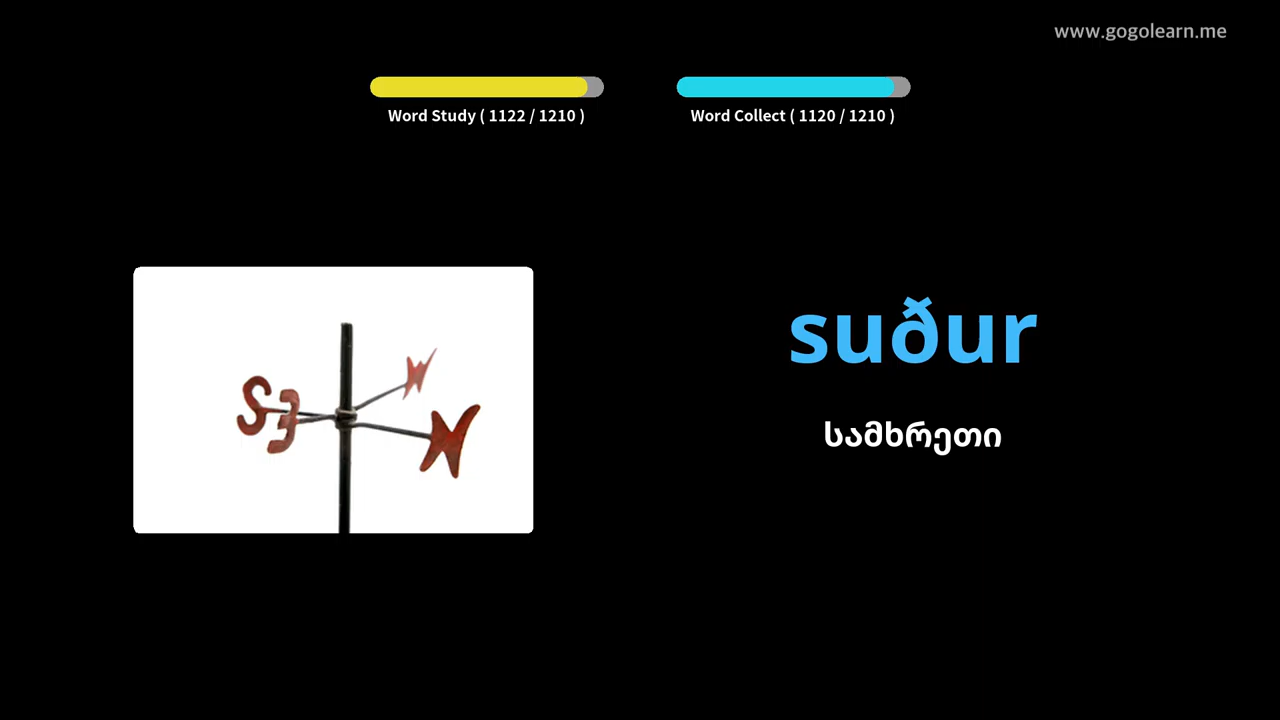 www.gogolearn.me
Word Study ( 1122 / 1210 )
Word Collect ( 1120 / 1210 )
suður
სამხრეთი
S E N N